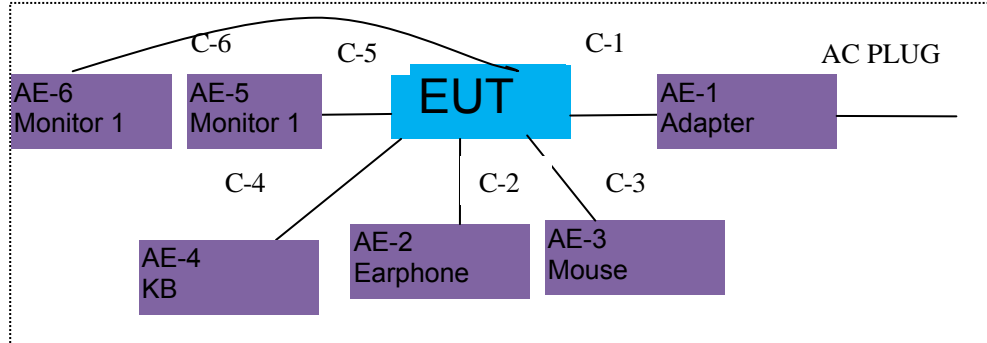 C-6
C-5
C-1
AC PLUG
AE-6
Monitor 1
AE-5
Monitor 1
EUT
AE-1
Adapter
C-4
C-2
C-3
AE-4
KB
AE-2
Earphone
AE-3
Mouse